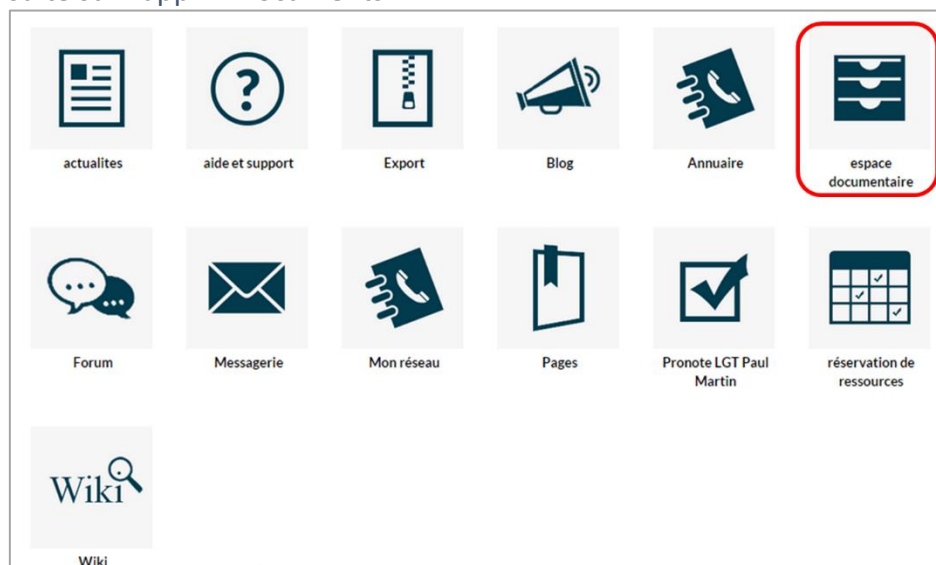 actualites
aide et support
Export
Blog
Annuaire
espace
documentaire
Forum
Messagerie
Mon réseau
Pages
Pronote LGT Paul
Martin
réservation de
ressources
Wiki
Wiki